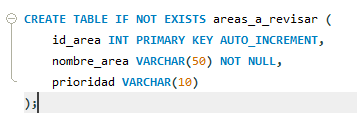 CREATE TABLE IF NOT EXISTS areas_a_revisar (
    id_area INT PRIMARY KEY AUTO_INCREMENT,
    nombre_area VARCHAR(50) NOT NULL,
    prioridad VARCHAR(10)
);